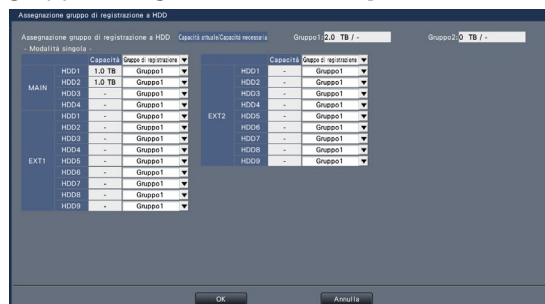 Assegnazione gruppo di registrazione a HDD
Assegnazione gruppo di registrazione a HDD Capacità attuale/Capacità necessaria Gruppo1: 2.0 TB / - Gruppo2: 0 TB / -
- Modalità singola -
Capacità Gruppo di registrazione ▼ Capacità Gruppo di registrazione ▼
MAIN HDD1 1.0 TB Gruppo1 ▼ EXT2 HDD1 - Gruppo1 ▼
HDD2 1.0 TB Gruppo1 ▼ HDD2 - Gruppo1 ▼
HDD3 - Gruppo1 ▼ HDD3 - Gruppo1 ▼
HDD4 - Gruppo1 ▼ HDD4 - Gruppo1 ▼
EXT1 HDD1 - Gruppo1 ▼ HDD5 - Gruppo1 ▼
HDD2 - Gruppo1 ▼ HDD6 - Gruppo1 ▼
HDD3 - Gruppo1 ▼ HDD7 - Gruppo1 ▼
HDD4 - Gruppo1 ▼ HDD8 - Gruppo1 ▼
HDD5 - Gruppo1 ▼ HDD9 - Gruppo1 ▼
HDD6 - Gruppo1 ▼
HDD7 - Gruppo1 ▼
HDD8 - Gruppo1 ▼
HDD9 - Gruppo1 ▼
OK Annulla